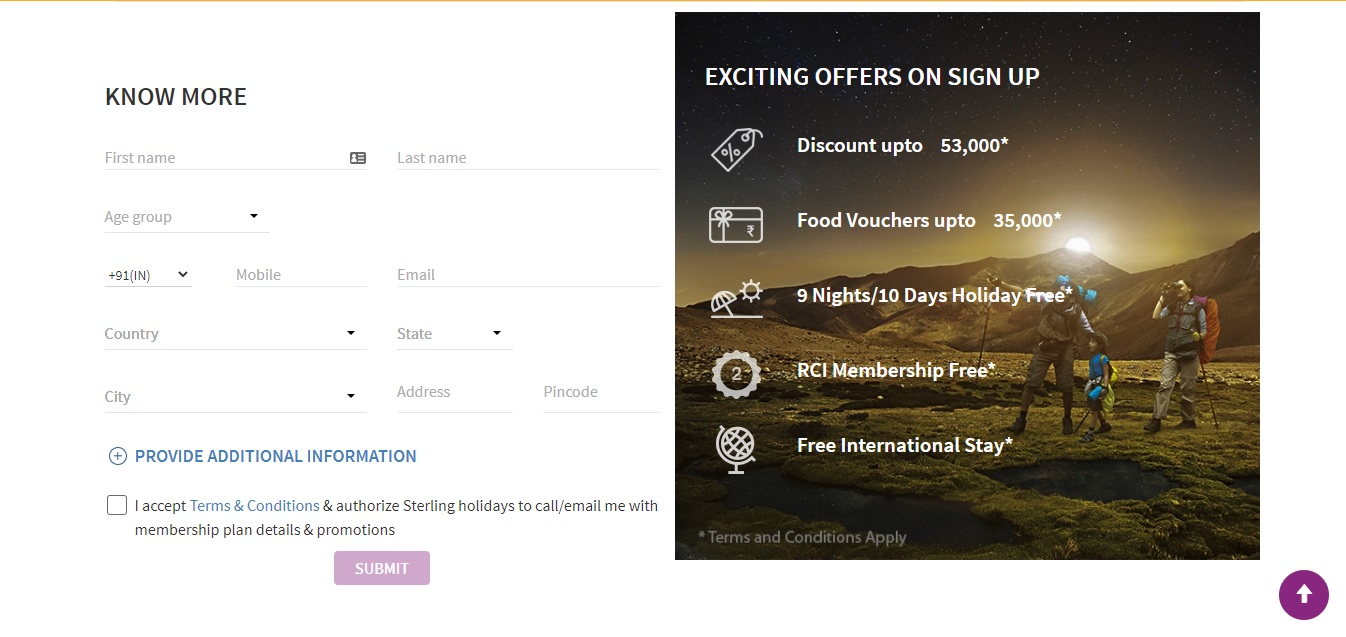 KNOW MORE
First name
Last name
Age group
+91(IN)
Mobile
Email
Country
State
City
Address
Pincode
PROVIDE ADDITIONAL INFORMATION
I accept Terms & Conditions & authorize Sterling holidays to call/email me with
membership plan details & promotions
SUBMIT
EXCITING OFFERS ON SIGN UP
%
Discount upto 53,000*
₹
Food Vouchers upto 35,000*
9 Nights/10 Days Holiday Free*
2
RCI Membership Free*
Free International Stay*
* Terms and Conditions Apply